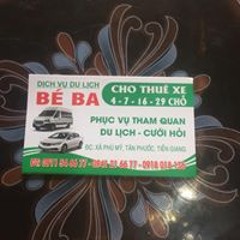 DỊCH VỤ DU LỊCH
BÉ BA
CHO THUÊ XE
4 - 7 - 16 - 29 CHỖ
PHỤC VỤ THAM QUAN
DU LỊCH - CƯỚI HỎI
ĐC: XÃ PHÚ MỸ, TÂN PHƯỚC, TIỀN GIANG